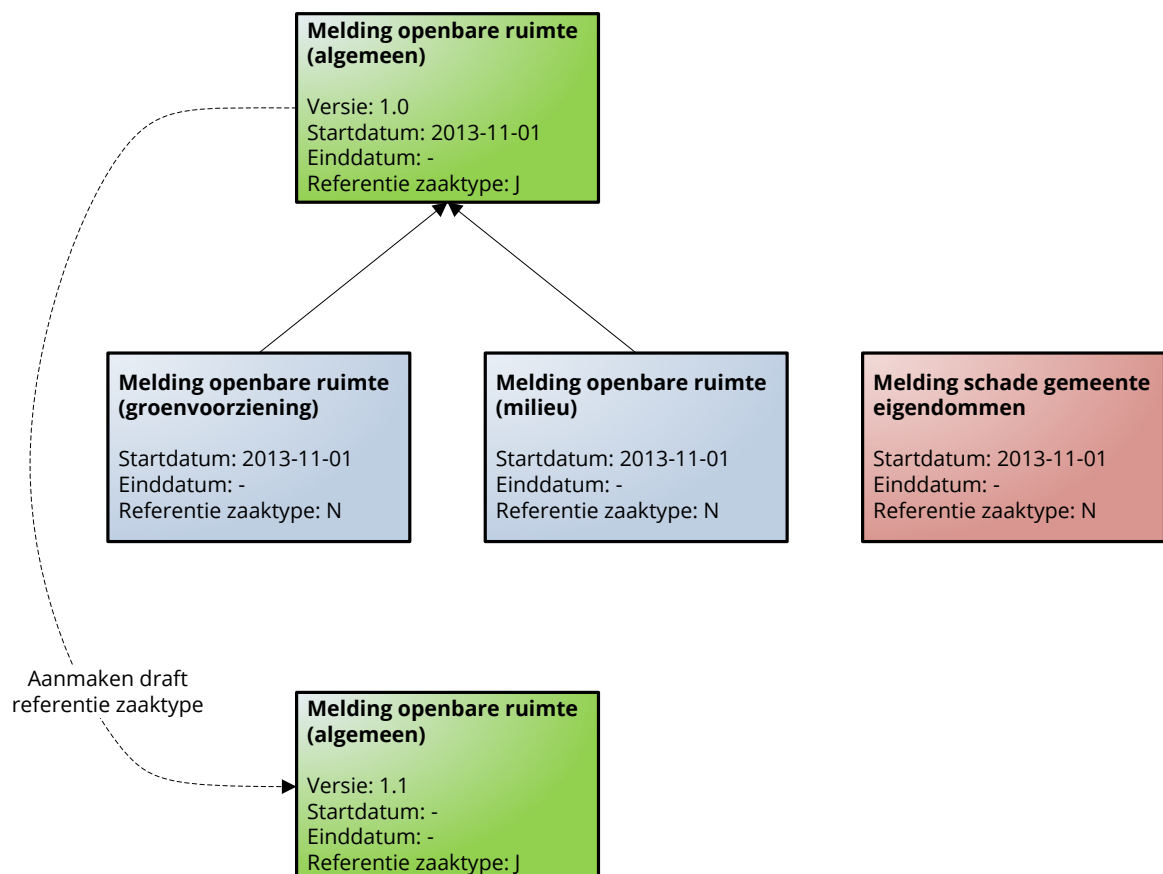 Melding openbare ruimte
(algemeen)
Versie: 1.0
Startdatum: 2013-11-01
Einddatum: -
Referentie zaaktype: J
Melding openbare ruimte
(groenvoorziening)
Startdatum: 2013-11-01
Einddatum: -
Referentie zaaktype: N
Melding openbare ruimte
(milieu)
Startdatum: 2013-11-01
Einddatum: -
Referentie zaaktype: N
Melding schade gemeente
eigendommen
Startdatum: 2013-11-01
Einddatum: -
Referentie zaaktype: N
Aanmaken draft
referentie zaaktype
Melding openbare ruimte
(algemeen)
Versie: 1.1
Startdatum: -
Einddatum: -
Referentie zaaktype: J